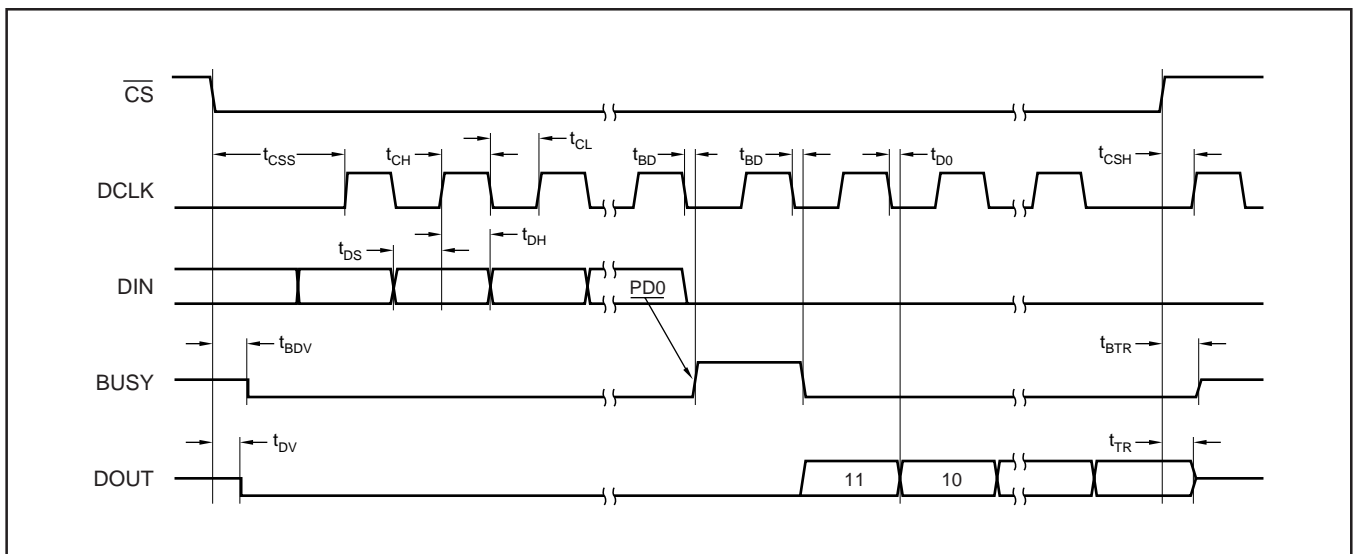 CS
tCSS
tCH
tCL
tBD
tBD
tD0
tCSH
DCLK
tDS
tDH
DIN
PD0
tBDV
tBTR
BUSY
tDV
tTR
DOUT
11
10